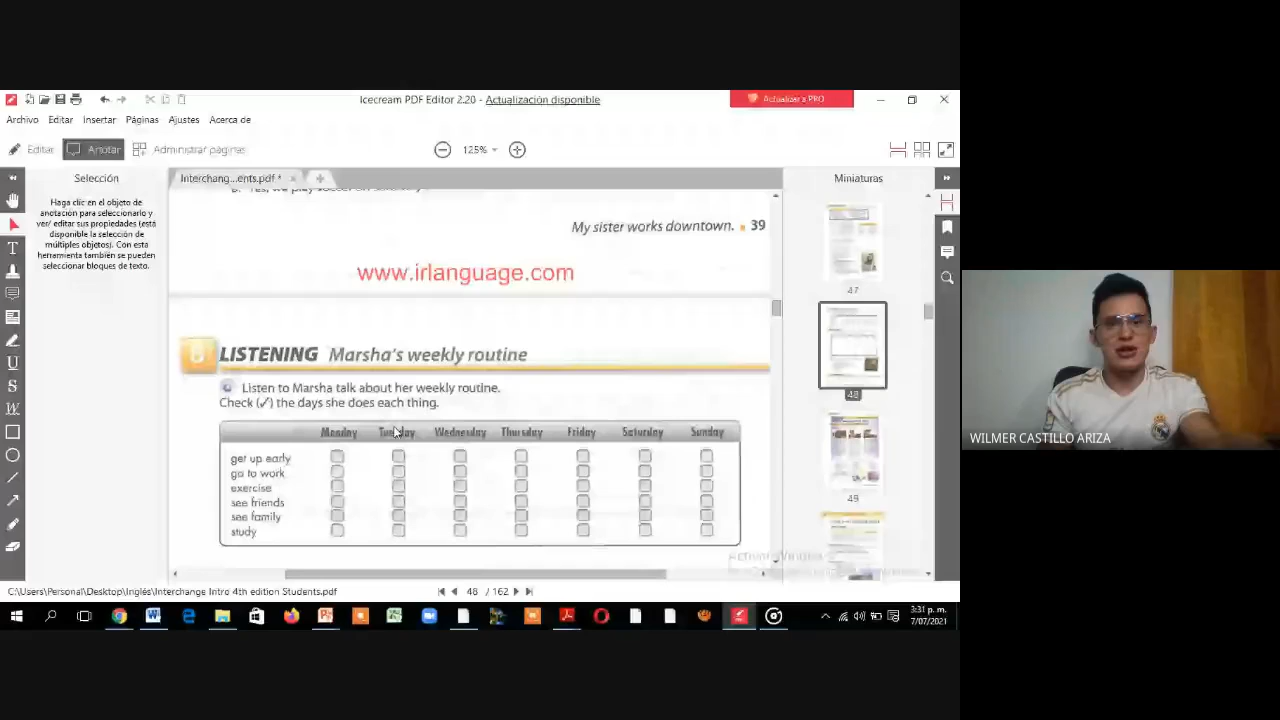 Icecream PDF Editor 2.20 - Actualización disponible
Actualizar a PRO
Archivo Editar Insertar Páginas Ajustes Acerca de
Editar Anotar Administrar páginas 125%
Selección
Interchang...ents.pdf *
Miniaturas
Haga clic en el objeto de
anotación para seleccionarlo y
ver/ editar sus propiedades (está
disponible la selección de
múltiples objetos). Con esta
herramienta también se pueden
seleccionar bloques de texto.
My sister works downtown. 39
www.irlanguage.com
47
8 LISTENING Marsha's weekly routine
Listen to Marsha talk about her weekly routine.
Check (✓) the days she does each thing.
48
Monday Tuesday Wednesday Thursday Friday Saturday Sunday
get up early
go to work
exercise
see friends
see family
study
49
WILMER CASTILLO ARIZA
C:\Users\Personal\Desktop\Inglés\Interchange Intro 4th edition Students.pdf
48 / 162
3:31 p. m.
7/07/2021